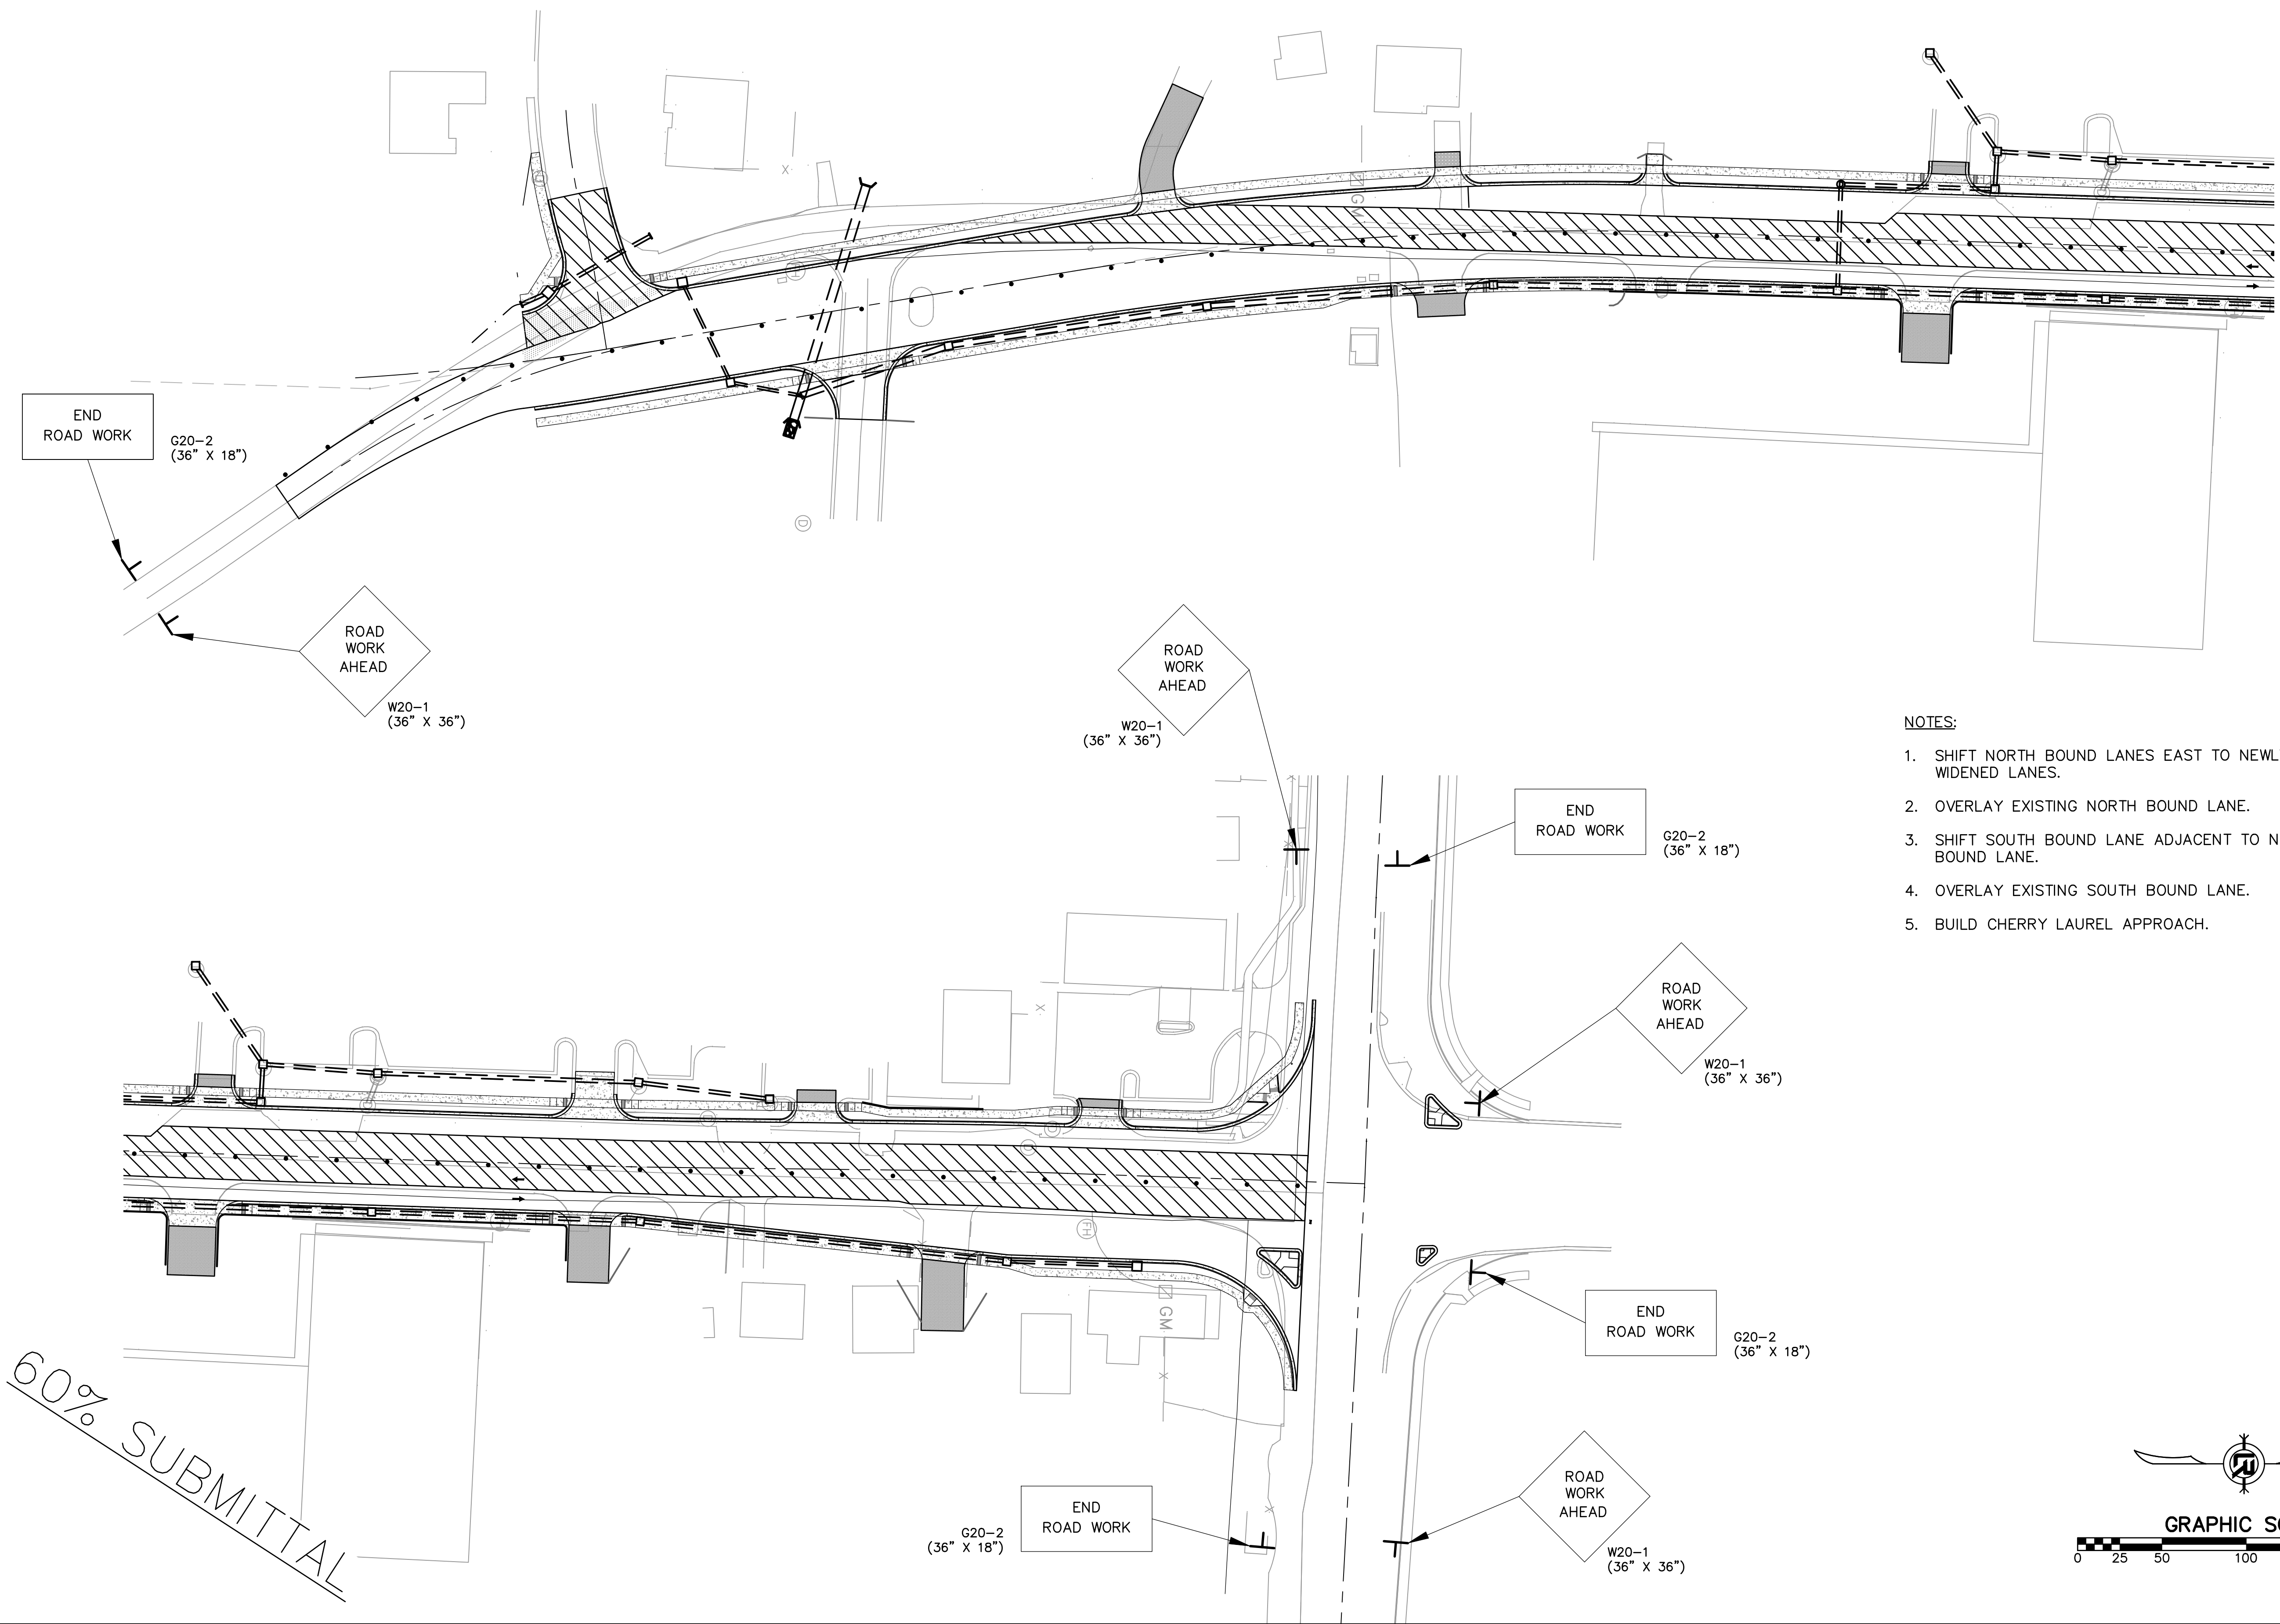 END
ROAD WORK
G20-2
(36" X 18")
ROAD
WORK
AHEAD
W20-1
(36" X 36")
GM
ROAD
WORK
AHEAD
W20-1
(36" X 36")
END
ROAD WORK
G20-2
(36" X 18")
NOTES:
1. SHIFT NORTH BOUND LANES EAST TO NEWL
WIDENED LANES.
2. OVERLAY EXISTING NORTH BOUND LANE.
3. SHIFT SOUTH BOUND LANE ADJACENT TO N
BOUND LANE.
4. OVERLAY EXISTING SOUTH BOUND LANE.
5. BUILD CHERRY LAUREL APPROACH.
ROAD
WORK
AHEAD
W20-1
(36" X 36")
FH
GM
END
ROAD WORK
G20-2
(36" X 18")
60% SUBMITTAL
END
ROAD WORK
G20-2
(36" X 18")
ROAD
WORK
AHEAD
W20-1
(36" X 36")
GRAPHIC S
0 25 50 100